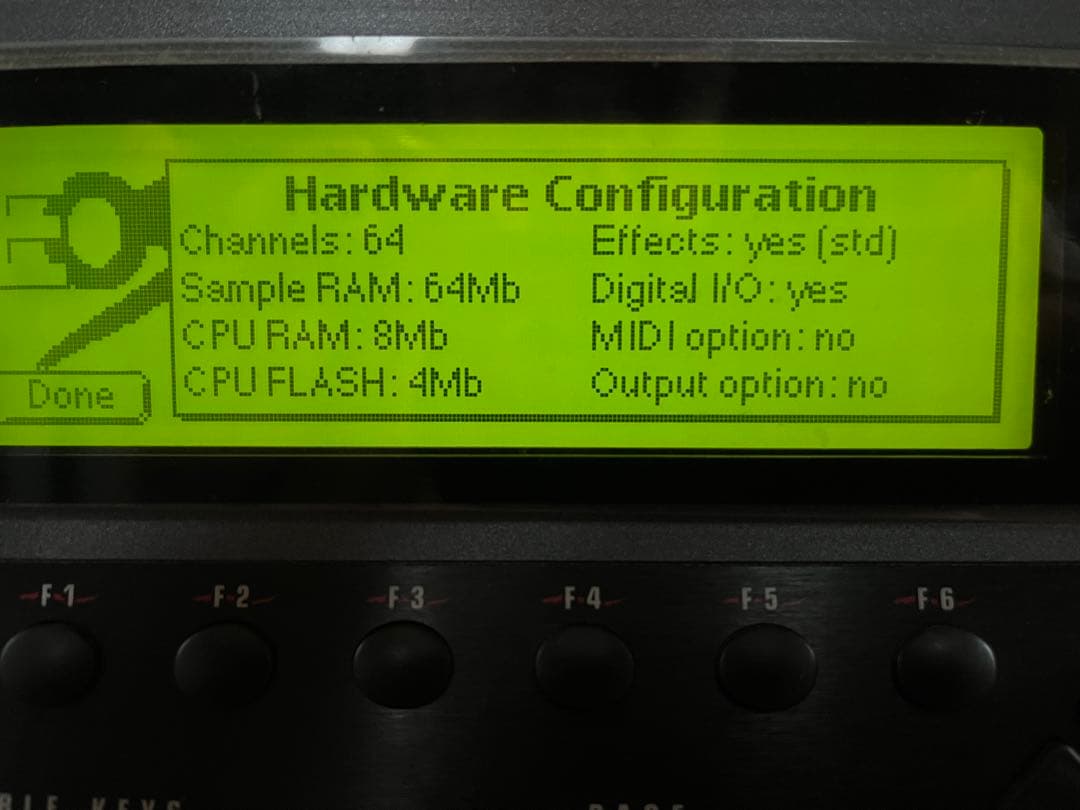 Hardware Configuration
Channels: 64
Effects: yes (std)
Sample RAM: 64Mb
Digital I/O: yes
CPU RAM: 8Mb
MIDI option: no
CPU FLASH: 4Mb
Output option: no
Done
F1 F2 F3 F4 F5 F6
KEYS